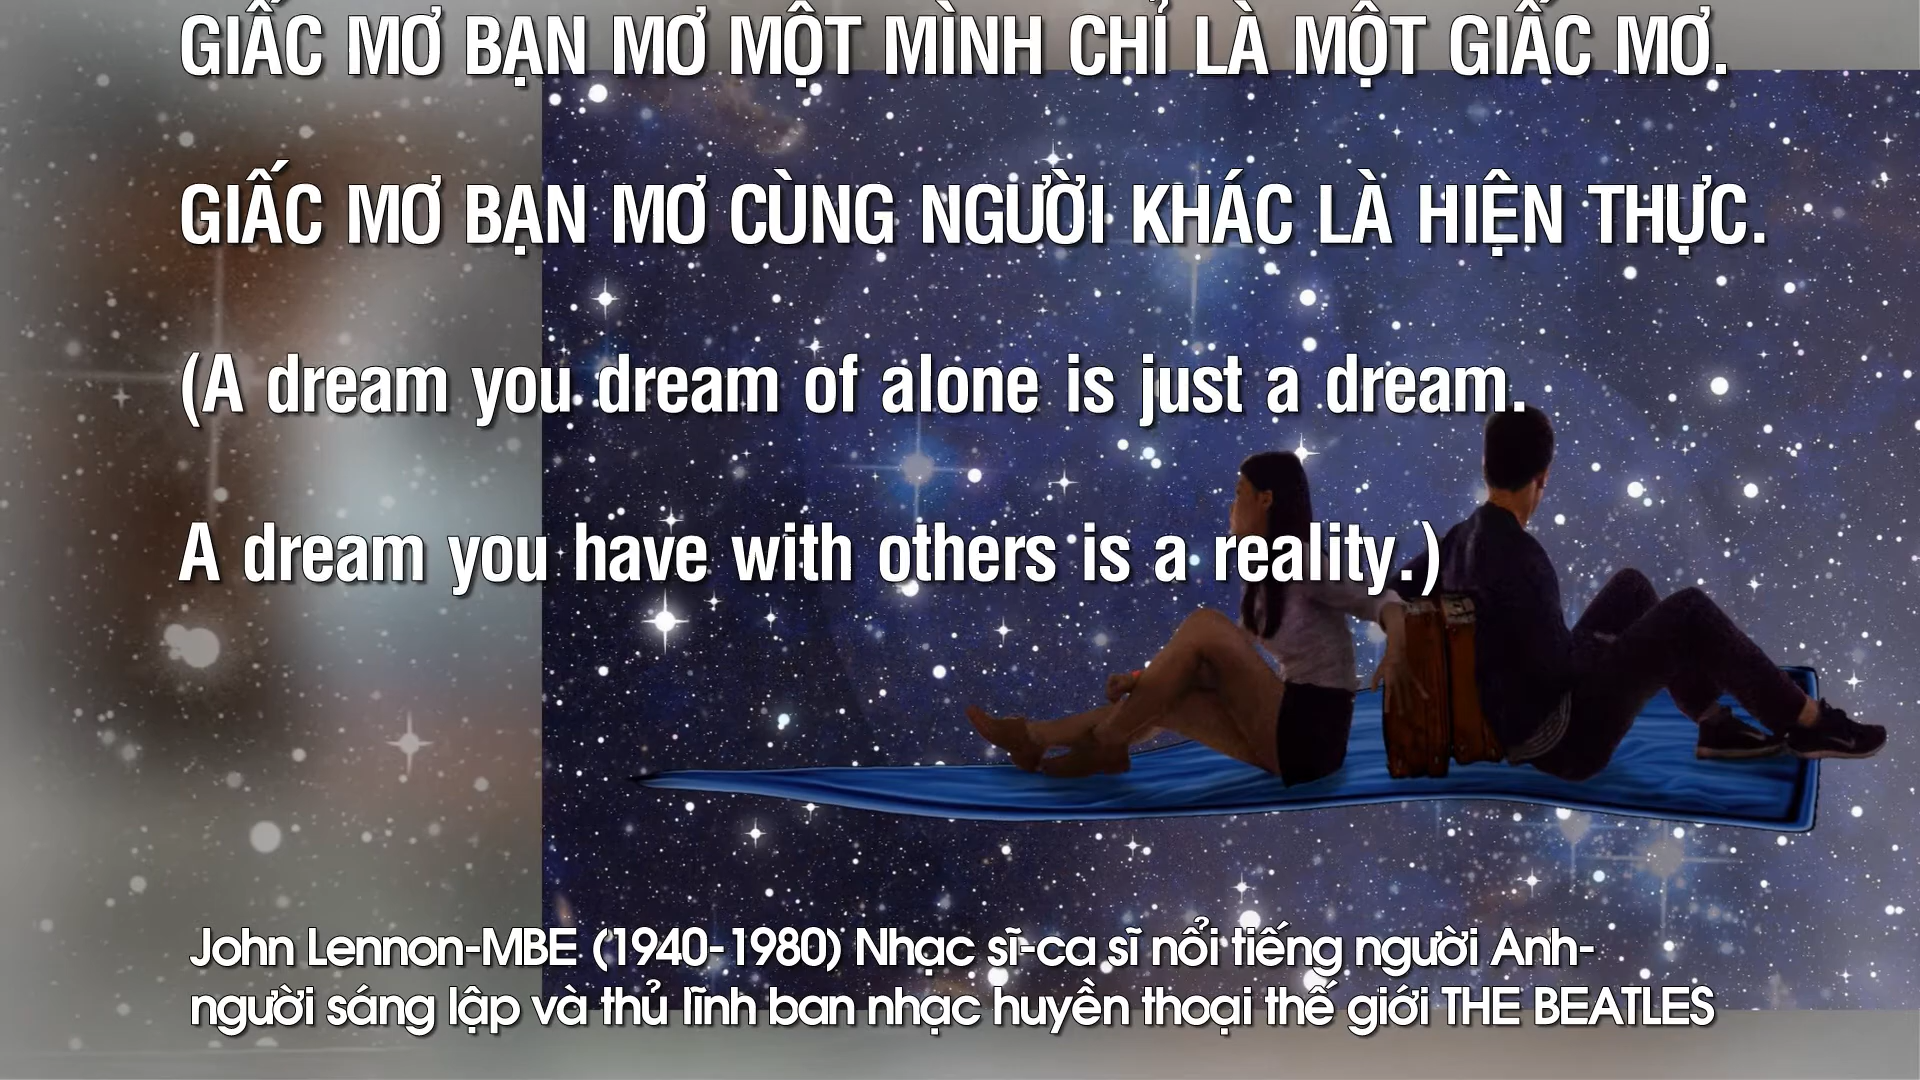 GIẤC MƠ BẠN MƠ MỘT MÌNH CHỈ LÀ MỘT GIẤC MƠ.
GIẤC MƠ BẠN MƠ CÙNG NGƯỜI KHÁC LÀ HIỆN THỰC.
(A dream you dream of alone is just a dream.
A dream you have with others is a reality.)
John Lennon-MBE (1940-1980) Nhạc sĩ-ca sĩ nổi tiếng người Anh-
người sáng lập và thủ lĩnh ban nhạc huyền thoại thế giới THE BEATLES